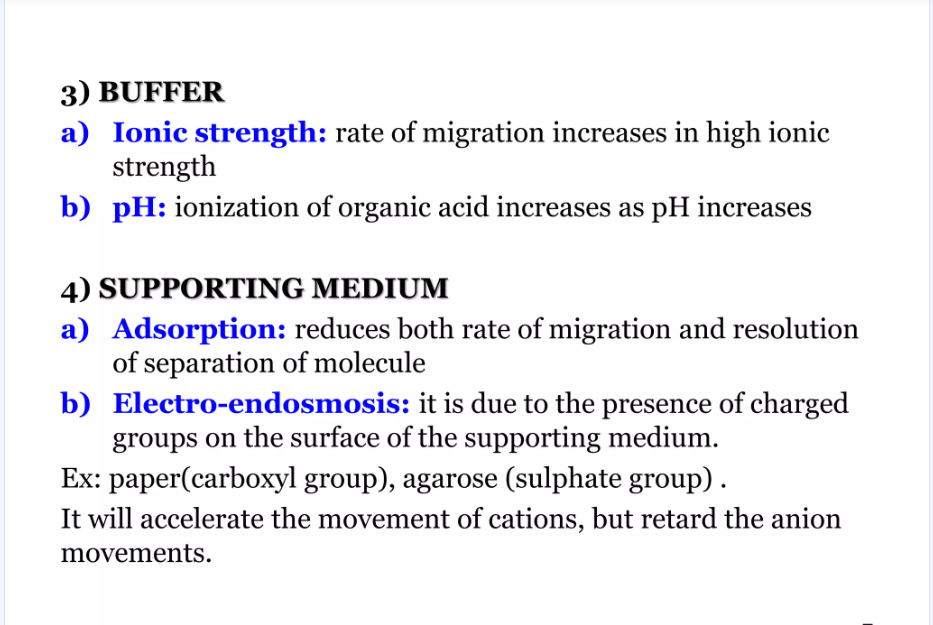 3) BUFFER
a) Ionic strength: rate of migration increases in high ionic
strength
b) pH: ionization of organic acid increases as pH increases
4) SUPPORTING MEDIUM
a) Adsorption: reduces both rate of migration and resolution
of separation of molecule
b) Electro-endosmosis: it is due to the presence of charged
groups on the surface of the supporting medium.
Ex: paper(carboxyl group), agarose (sulphate group) .
It will accelerate the movement of cations, but retard the anion
movements.